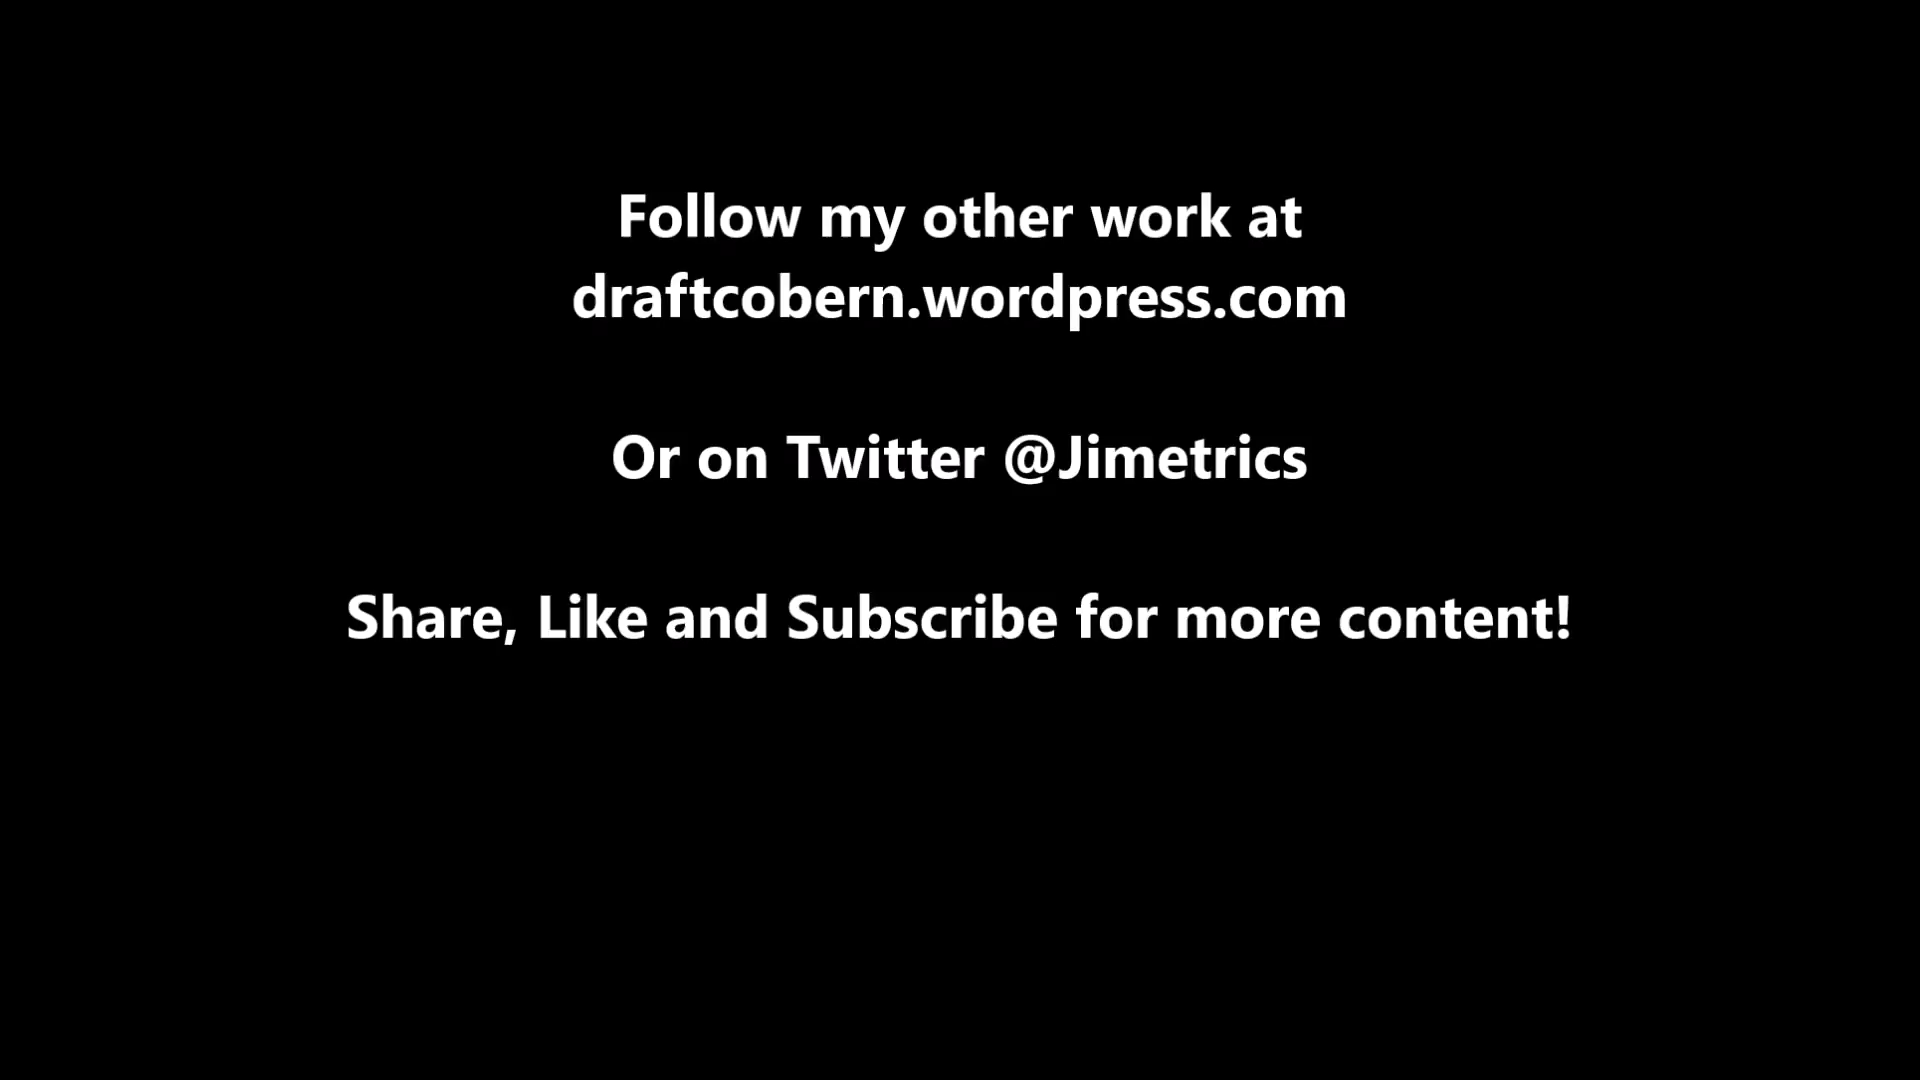 Follow my other work at
draftcobern.wordpress.com
Or on Twitter @Jimetrics
Share, Like and Subscribe for more content!